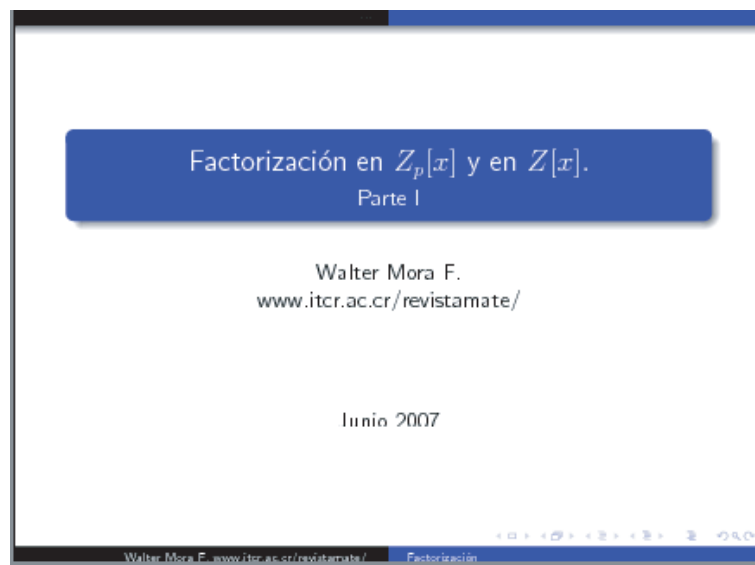 ...
Factorización en $Z_p[x]$ y en $Z[x]$.
Parte I
Walter Mora F.
www.itcr.ac.cr/revistamate/
Junio 2007
Walter Mora F. www.itcr.ac.cr/revistamate/
Factorización